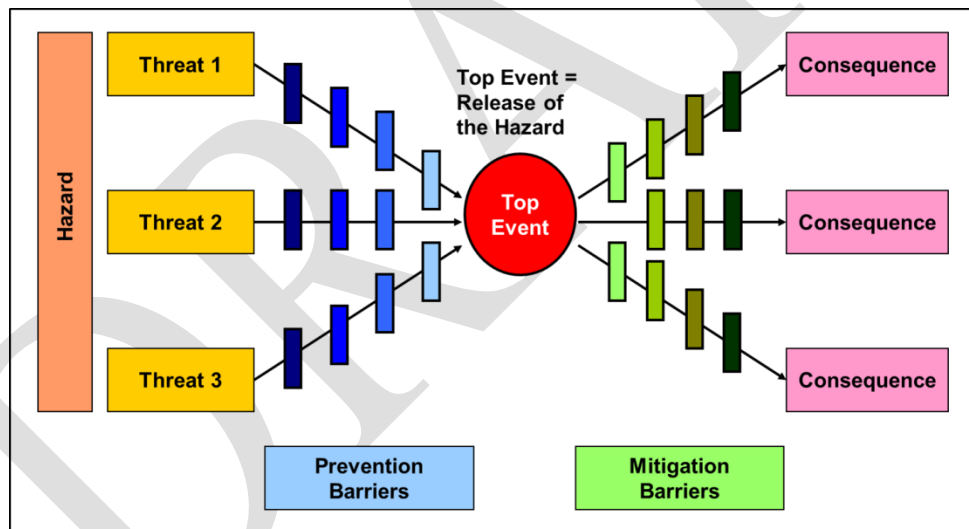 DRAFT
Hazard
Threat 1
Threat 2
Threat 3
Top Event =
Release of
the Hazard
Top
Event
Consequence
Consequence
Consequence
Prevention
Barriers
Mitigation
Barriers